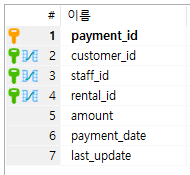 # 이름
1 payment_id
2 customer_id
3 staff_id
4 rental_id
5 amount
6 payment_date
7 last_update